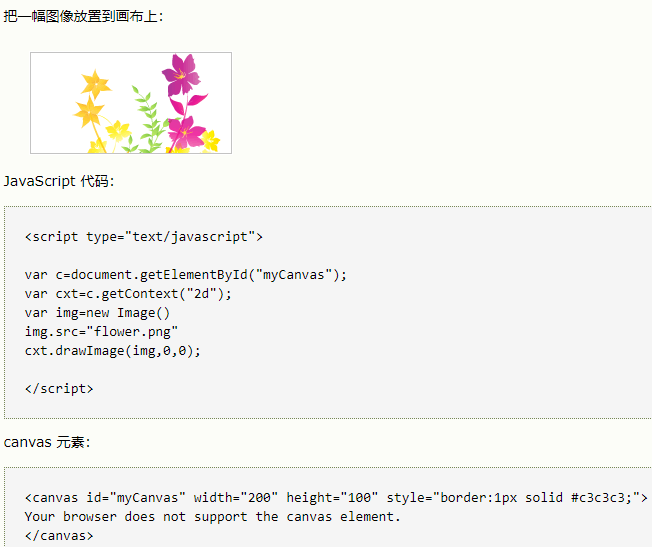 把一幅图像放置到画布上：
JavaScript 代码：
<script type="text/javascript">
var c=document.getElementById("myCanvas");
var cxt=c.getContext("2d");
var img=new Image()
img.src="flower.png"
cxt.drawImage(img,0,0);
</script>
canvas 元素：
<canvas id="myCanvas" width="200" height="100" style="border:1px solid #c3c3c3;">
Your browser does not support the canvas element.
</canvas>